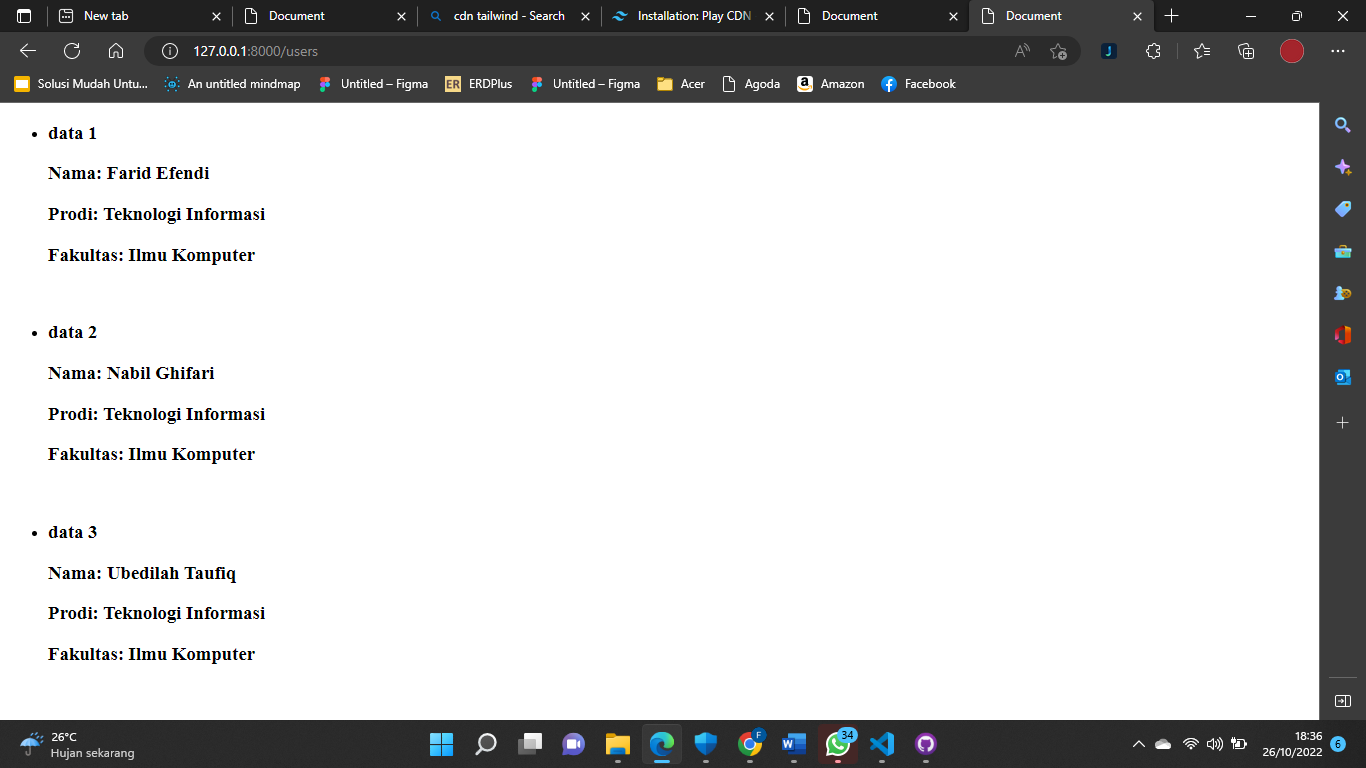 New tab
Document
cdn tailwind - Search
Installation: Play CDN
Document
Document
127.0.0.1:8000/users
J
Solusi Mudah Untu...
An untitled mindmap
Untitled – Figma
ER
ERDPlus
Untitled – Figma
Acer
Agoda
a
Amazon
Facebook
• data 1
Nama: Farid Efendi
Prodi: Teknologi Informasi
Fakultas: Ilmu Komputer
• data 2
Nama: Nabil Ghifari
Prodi: Teknologi Informasi
Fakultas: Ilmu Komputer
• data 3
Nama: Ubedilah Taufiq
Prodi: Teknologi Informasi
Fakultas: Ilmu Komputer
26°C
Hujan sekarang
F
34
18:36
26/10/2022
6